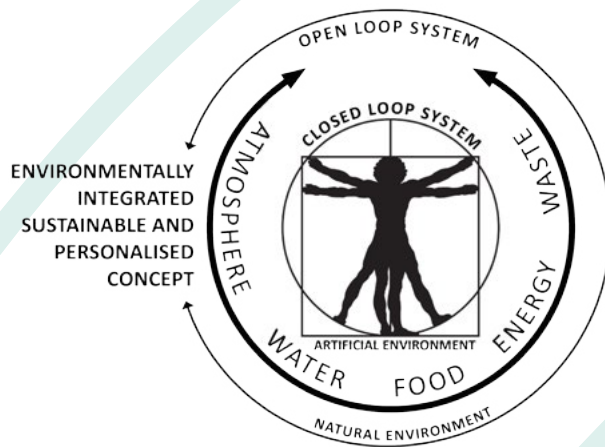 OPEN LOOP SYSTEM
CLOSED LOOP SYSTEM
ENVIRONMENTALLY
INTEGRATED
SUSTAINABLE AND
PERSONALISED
CONCEPT
ATMOSPHERE
WATER
FOOD
ENERGY
WASTE
ARTIFICIAL ENVIRONMENT
NATURAL ENVIRONMENT